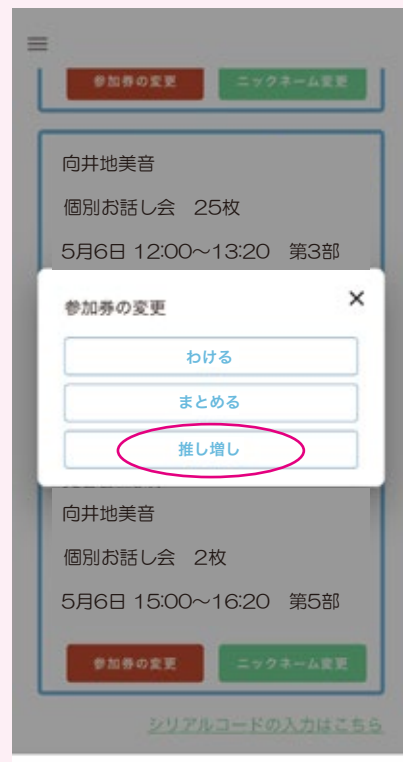 参加券の変更 ニックネーム変更
向井地美音
個別お話し会 25枚
5月6日 12:00〜13:20 第3部
参加券の変更 ×
わける
まとめる
推し増し
向井地美音
個別お話し会 2枚
5月6日 15:00〜16:20 第5部
参加券の変更 ニックネーム変更
シリアルコードの入力はこちら